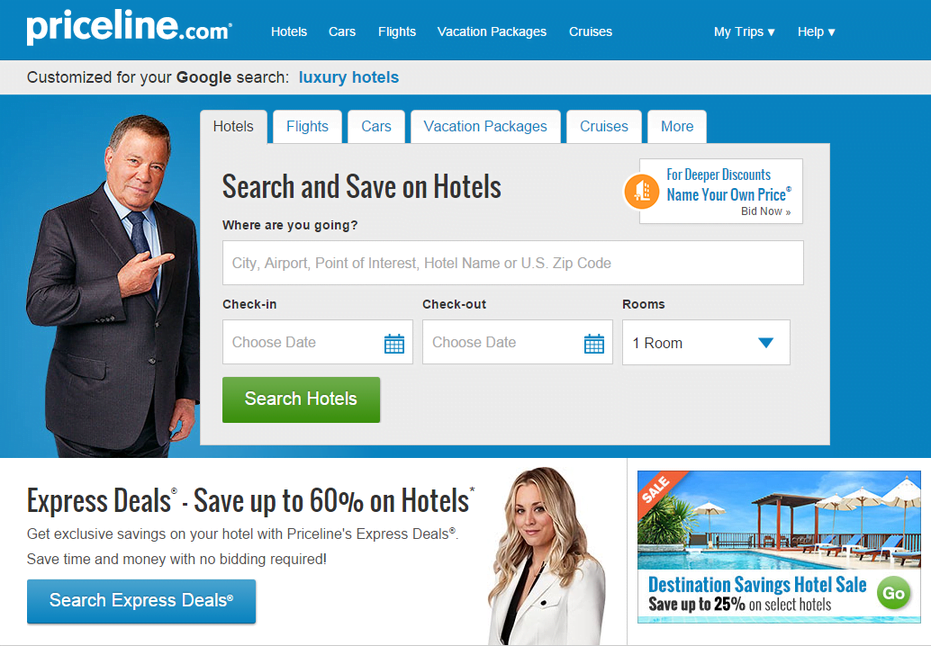 priceline.com®
Hotels Cars Flights Vacation Packages Cruises My Trips ▾ Help ▾
Customized for your Google search: luxury hotels
Hotels Flights Cars Vacation Packages Cruises More
Search and Save on Hotels
For Deeper Discounts
Name Your Own Price®
Bid Now »
Where are you going?
City, Airport, Point of Interest, Hotel Name or U.S. Zip Code
Check-in Check-out Rooms
Choose Date Choose Date 1 Room
Search Hotels
Express Deals® - Save up to 60% on Hotels*
Get exclusive savings on your hotel with Priceline's Express Deals®.
Save time and money with no bidding required!
Search Express Deals®
SALE
Destination Savings Hotel Sale
Save up to 25% on select hotels
Go